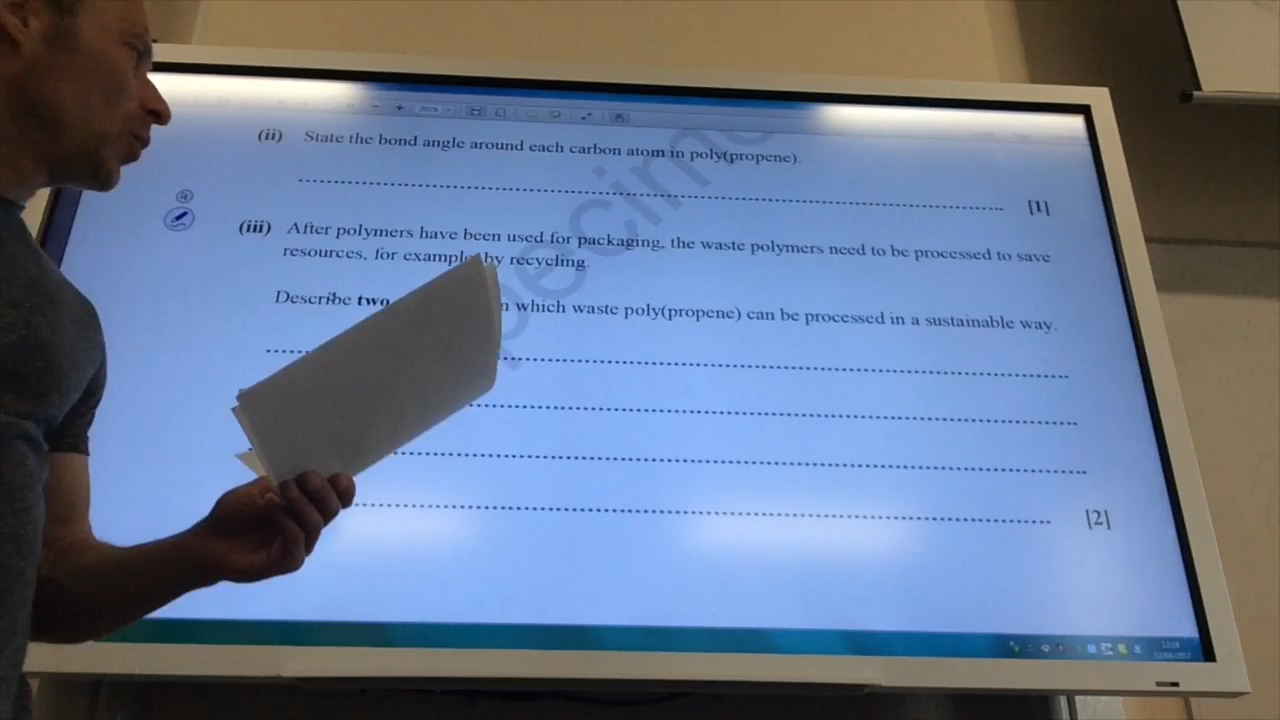 (ii) State the bond angle around each carbon atom in poly(propene).
[1]
(iii) After polymers have been used for packaging, the waste polymers need to be processed to save
resources, for example by recycling.
Describe two which waste poly(propene) can be processed in a sustainable way.
[2]